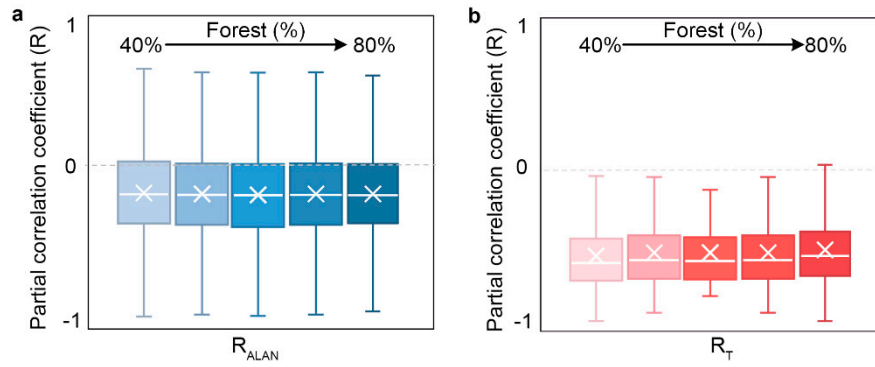 a
Partial correlation coefficient (R)
1
0
-1
Forest (%)
40%
80%
R_ALAN
b
Partial correlation coefficient (R)
1
0
-1
Forest (%)
40%
80%
R_T